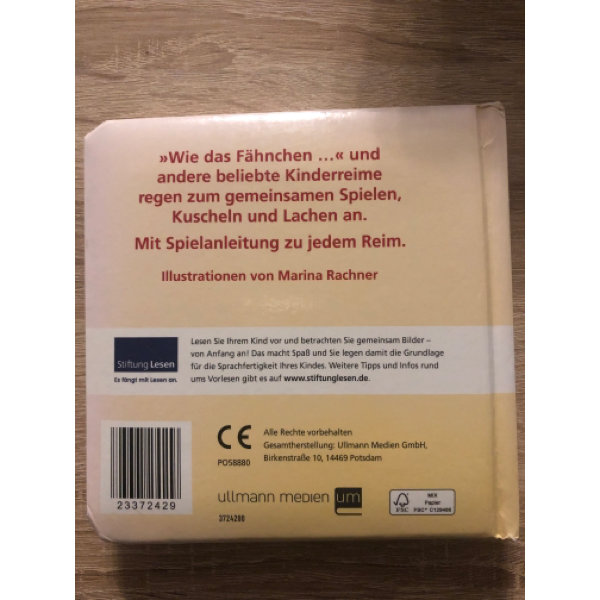 »Wie das Fähnchen ...« und
andere beliebte Kinderreime
regen zum gemeinsamen Spielen,
Kuscheln und Lachen an.
Mit Spielanleitung zu jedem Reim.
Illustrationen von Marina Rachner
Stiftung Lesen
Es fängt mit Lesen an.
Lesen Sie Ihrem Kind vor und betrachten Sie gemeinsam Bilder –
von Anfang an! Das macht Spaß und Sie legen damit die Grundlage
für die Sprachfertigkeit Ihres Kindes. Weitere Tipps und Infos rund
ums Vorlesen gibt es auf www.stiftunglesen.de.
23372429
CE
PO58880
Alle Rechte vorbehalten
Gesamtherstellung: Ullmann Medien GmbH,
Birkenstraße 10, 14469 Potsdam
ullmann medien um
3724280
FSC
MIX
Papier